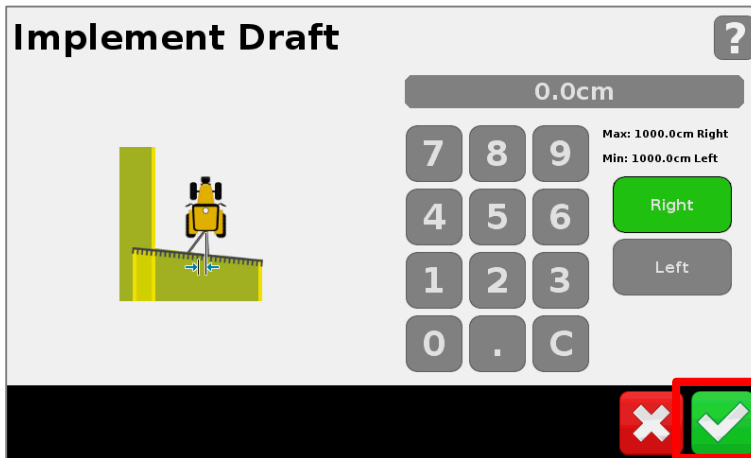 Implement Draft
?
0.0cm
Max: 1000.0cm Right
Min: 1000.0cm Left
7 8 9
4 5 6
1 2 3
0 . C
Right
Left